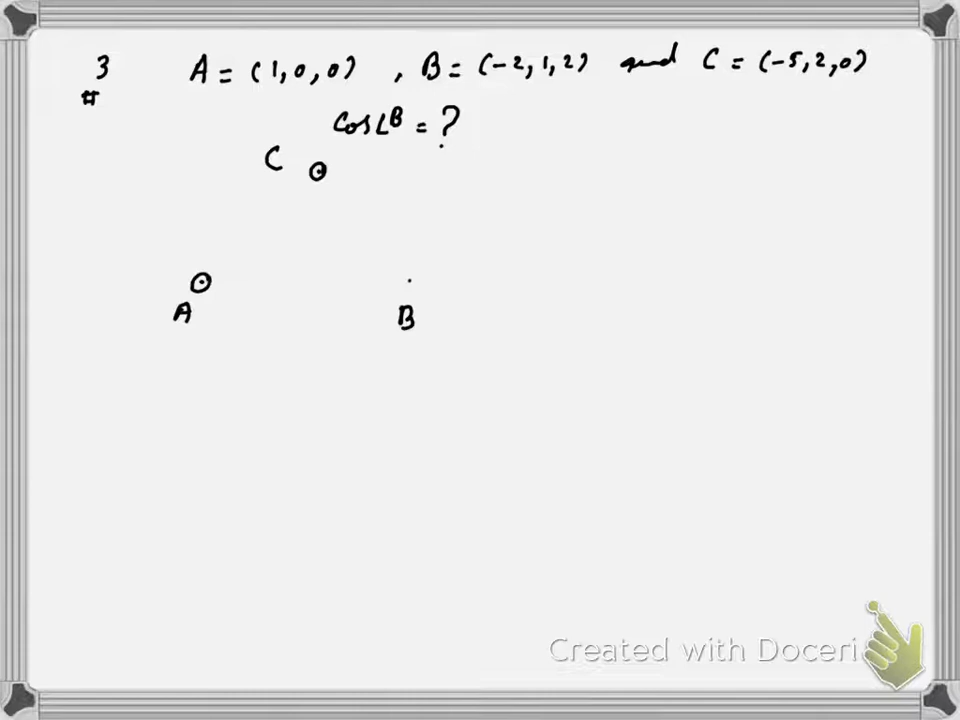 3 A = (1,0,0) , B = (-2,1,2) and C = (-5,2,0)
#
Cos∠B = ?
C
A B
Created with Doceri